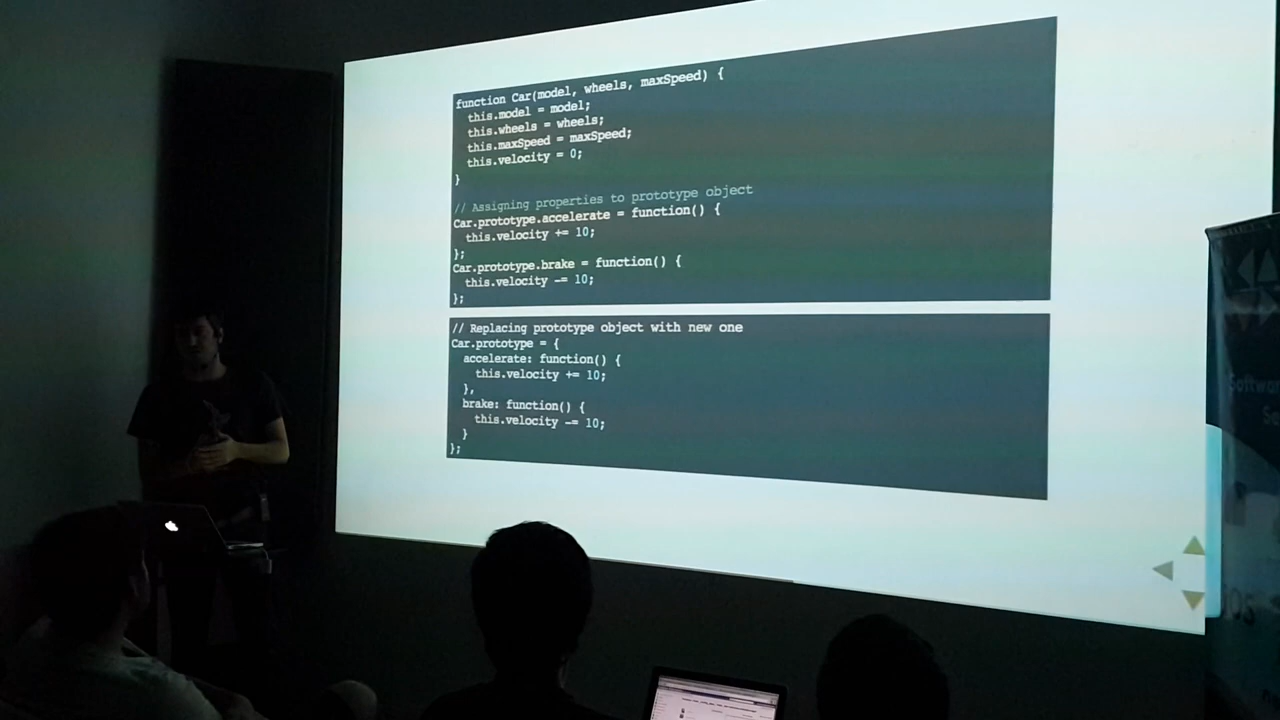 function Car(model, wheels, maxSpeed) {
  this.model = model;
  this.wheels = wheels;
  this.maxSpeed = maxSpeed;
  this.velocity = 0;
}
// Assigning properties to prototype object
Car.prototype.accelerate = function() {
  this.velocity += 10;
};
Car.prototype.brake = function() {
  this.velocity -= 10;
};
// Replacing prototype object with new one
Car.prototype = {
  accelerate: function() {
    this.velocity += 10;
  },
  brake: function() {
    this.velocity -= 10;
  }
};